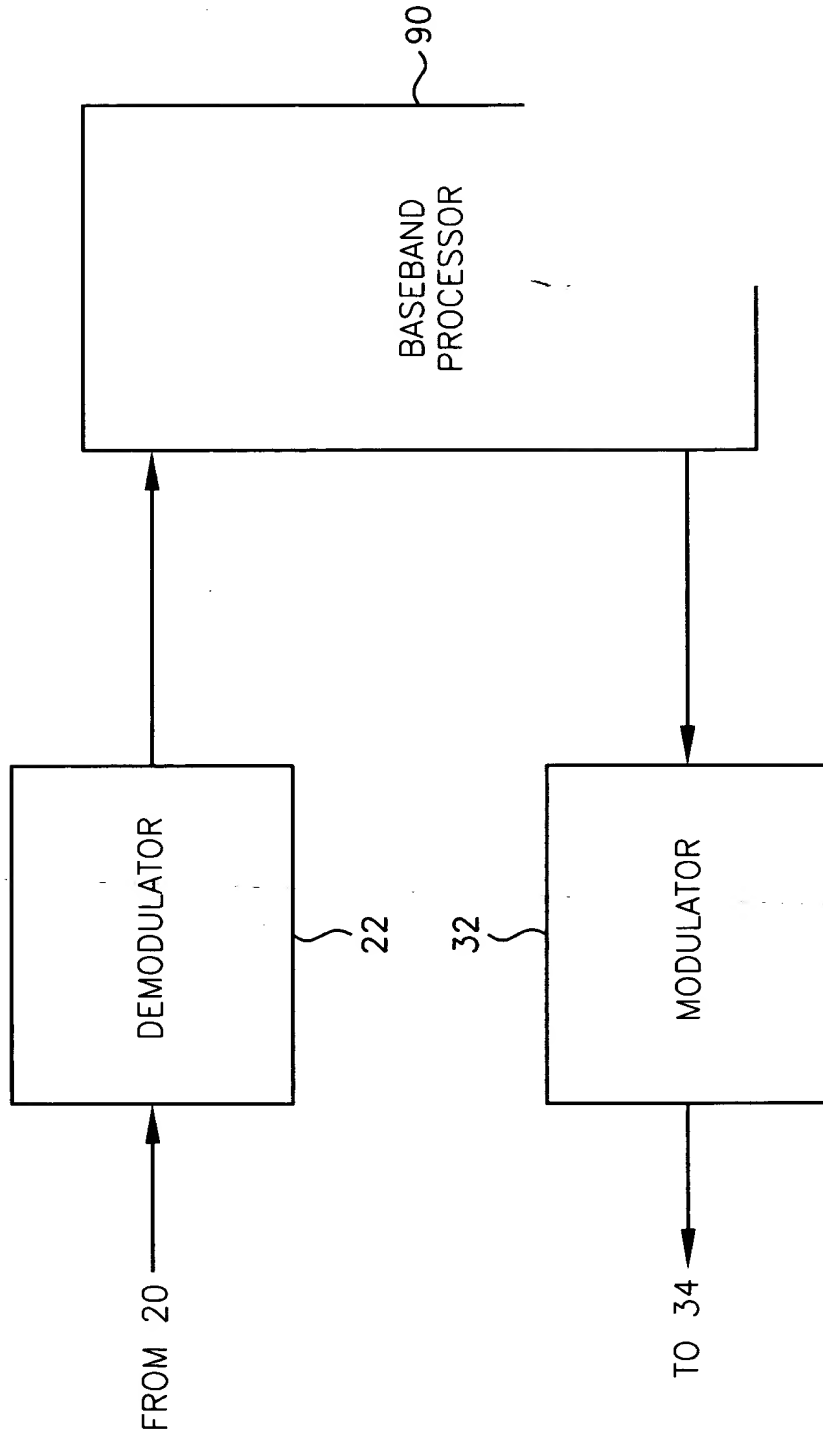 FROM 20
DEMODULATOR
22
BASEBAND
PROCESSOR
90
32
MODULATOR
TO 34